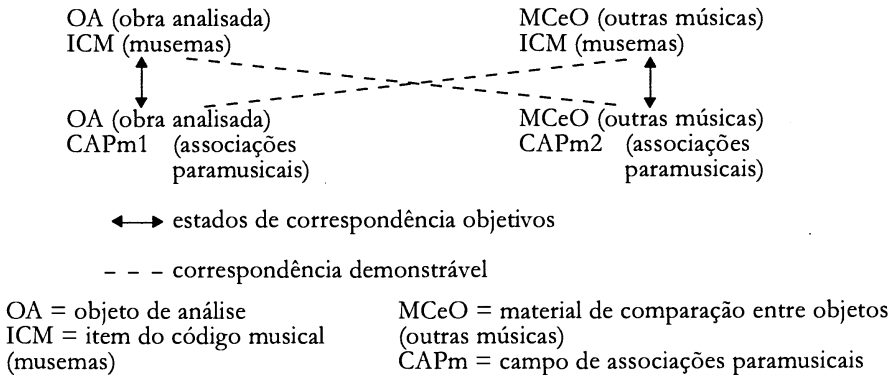 OA (obra analisada)
ICM (musemas)
MCeO (outras músicas)
ICM (musemas)
OA (obra analisada)
CAPm1 (associações
paramusicais)
MCeO (outras músicas)
CAPm2 (associações
paramusicais)
estados de correspondência objetivos
correspondência demonstrável
OA = objeto de análise
ICM = item do código musical
(musemas)
MCeO = material de comparação entre objetos
(outras músicas)
CAPm = campo de associações paramusicais